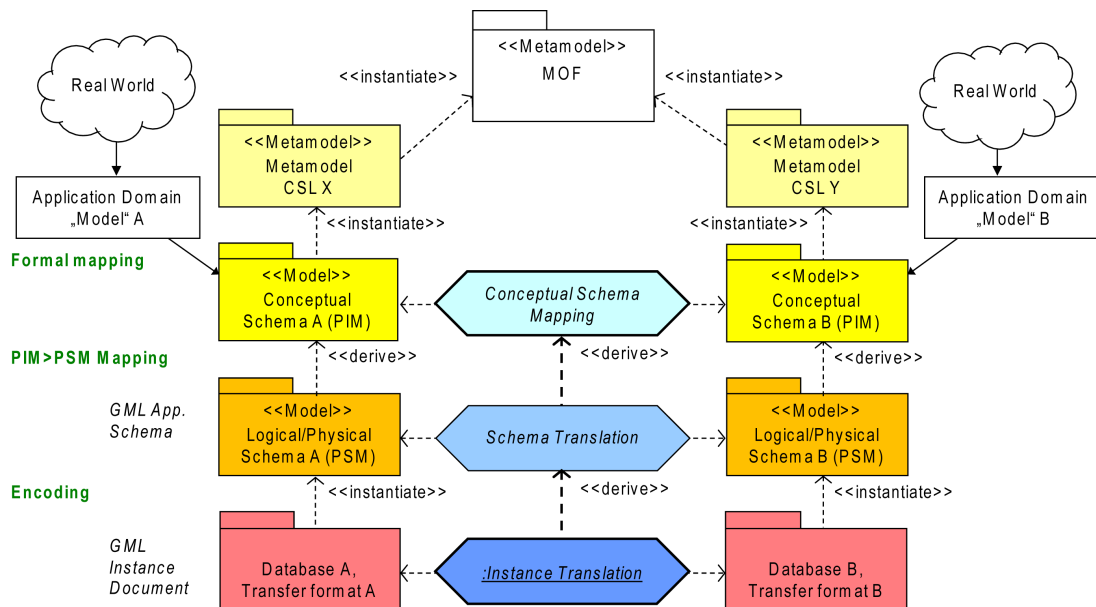 <<Metamodel>>
MOF
Real World
Real World
<<instantiate>>
<<instantiate>>
<<Metamodel>>
Metamodel
CSL X
<<Metamodel>>
Metamodel
CSL Y
Application Domain
„Model“ A
Application Domain
„Model“ B
<<instantiate>>
<<instantiate>>
Formal mapping
<<Model>>
Conceptual
Schema A (PIM)
Conceptual Schema
Mapping
<<Model>>
Conceptual
Schema B (PIM)
PIM>PSM Mapping
<<derive>>
<<derive>>
<<derive>>
GML App.
Schema
<<Model>>
Logical/Physical
Schema A (PSM)
Schema Translation
<<Model>>
Logical/Physical
Schema B (PSM)
Encoding
<<instantiate>>
<<derive>>
<<instantiate>>
GML
Instance
Document
Database A,
Transfer format A
:Instance Translation
Database B,
Transfer format B